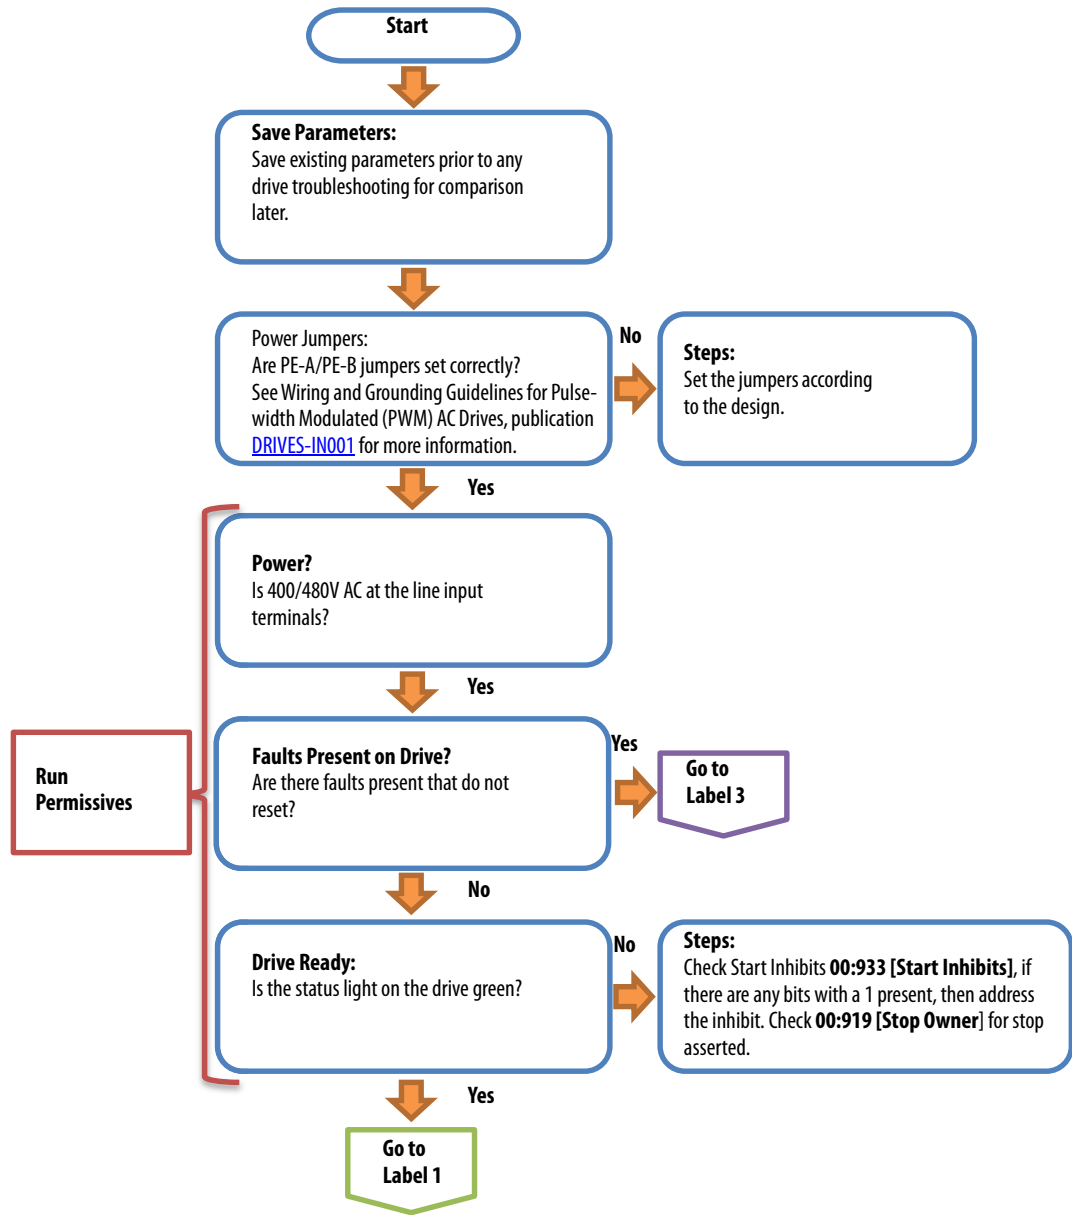 Start
Save Parameters:
Save existing parameters prior to any
drive troubleshooting for comparison
later.
Power Jumpers:
Are PE-A/PE-B jumpers set correctly?
See Wiring and Grounding Guidelines for Pulse-
width Modulated (PWM) AC Drives, publication
DRIVES-IN001 for more information.
No
Steps:
Set the jumpers according
to the design.
Yes
Power?
Is 400/480V AC at the line input
terminals?
Yes
Run
Permissives
Faults Present on Drive?
Are there faults present that do not
reset?
Yes
Go to
Label 3
No
Drive Ready:
Is the status light on the drive green?
No
Steps:
Check Start Inhibits 00:933 [Start Inhibits], if
there are any bits with a 1 present, then address
the inhibit. Check 00:919 [Stop Owner] for stop
asserted.
Yes
Go to
Label 1